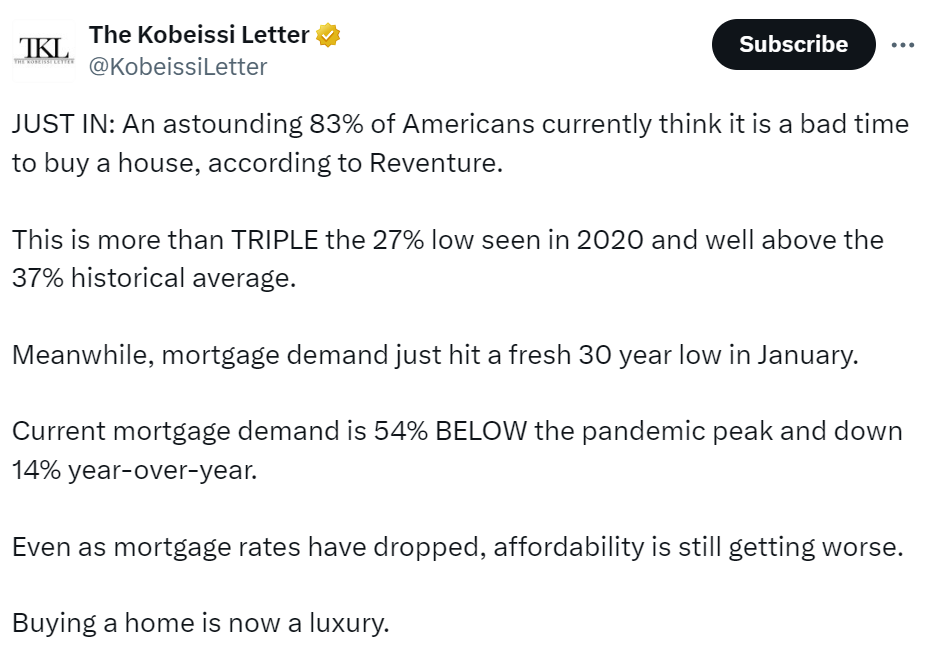 TKL
THE KOBEISSI LETTER
The Kobeissi Letter
@KobeissiLetter
Subscribe
JUST IN: An astounding 83% of Americans currently think it is a bad time
to buy a house, according to Reventure.
This is more than TRIPLE the 27% low seen in 2020 and well above the
37% historical average.
Meanwhile, mortgage demand just hit a fresh 30 year low in January.
Current mortgage demand is 54% BELOW the pandemic peak and down
14% year-over-year.
Even as mortgage rates have dropped, affordability is still getting worse.
Buying a home is now a luxury.